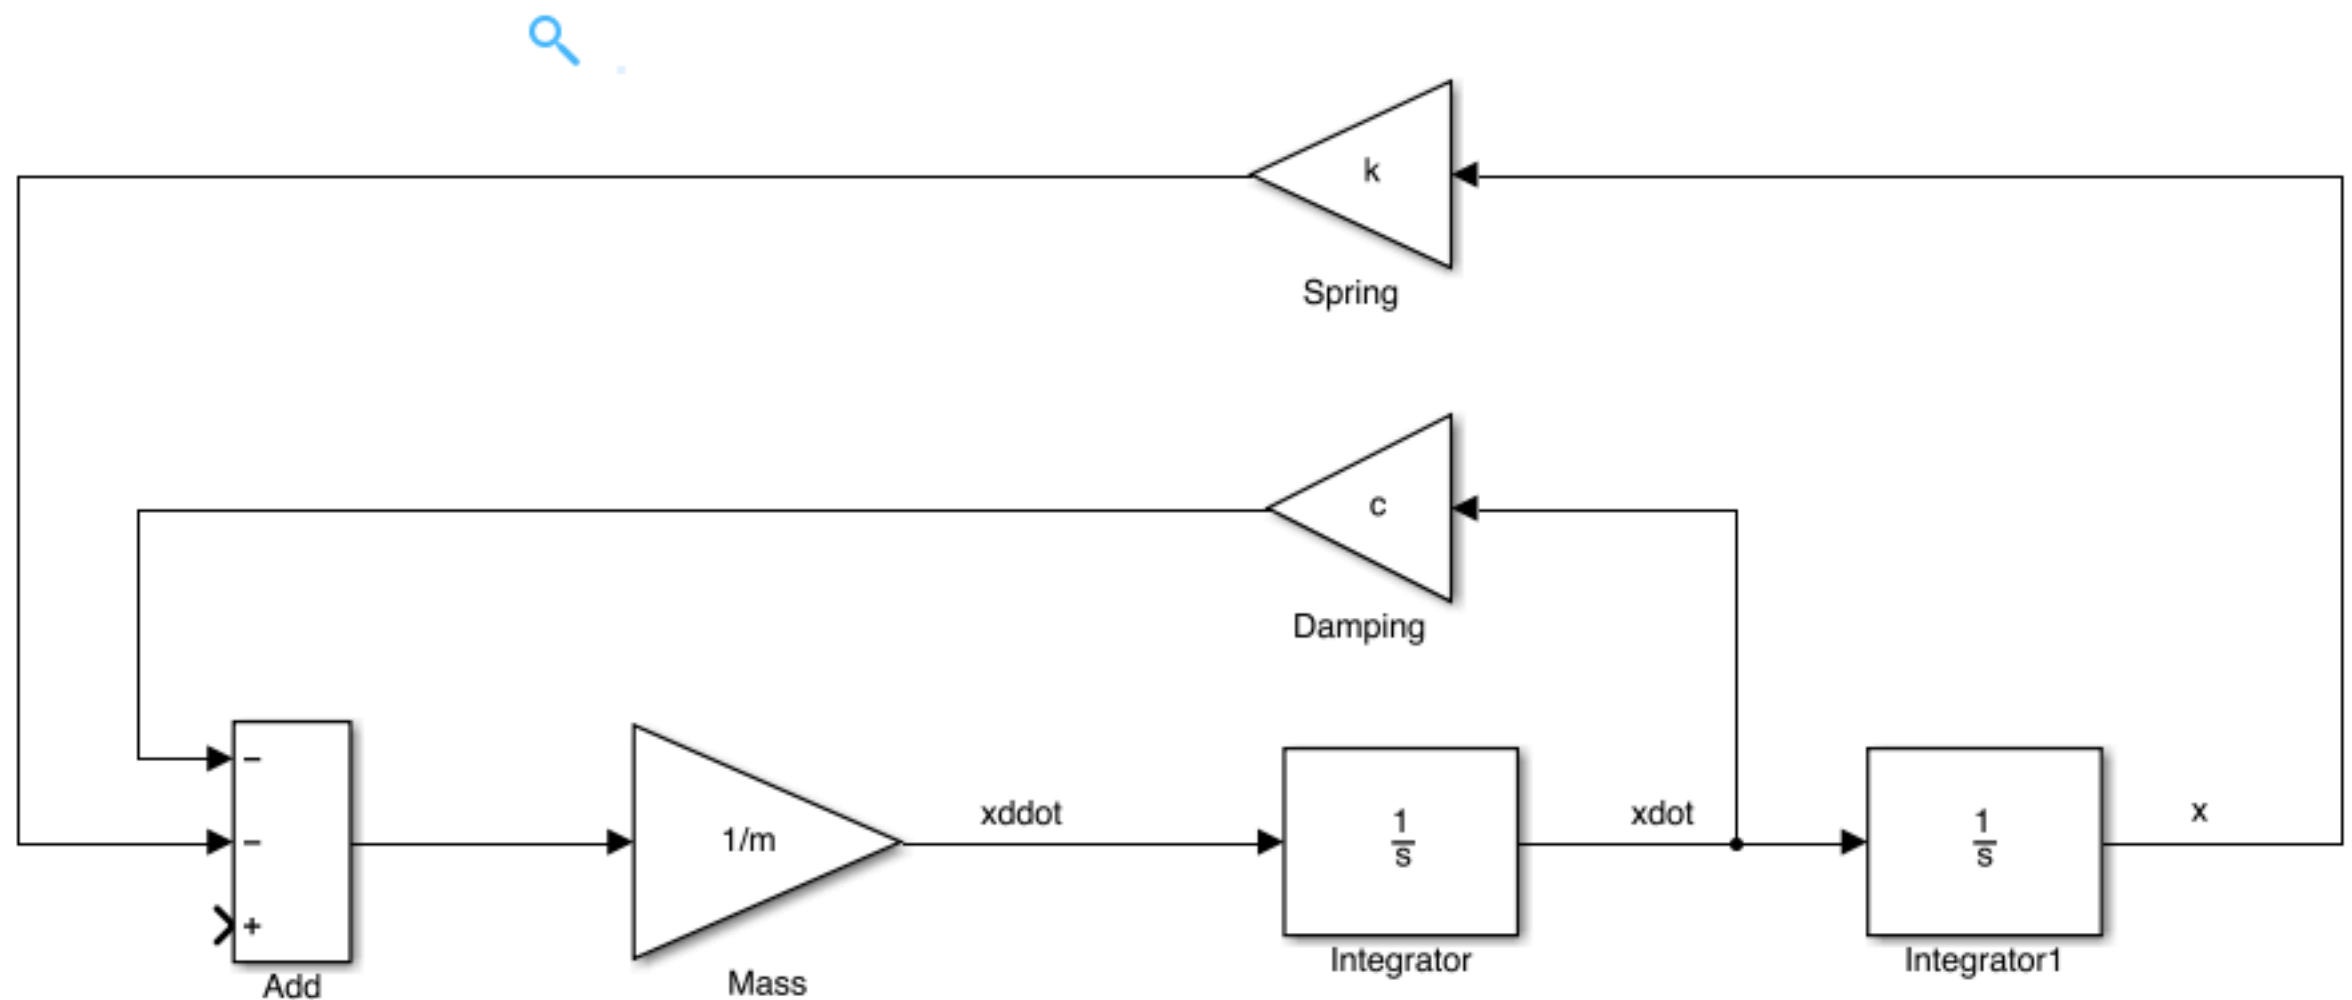 k
Spring
c
Damping
−
−
+
Add
1/m
Mass
xddot
1
s
Integrator
xdot
1
s
Integrator1
x